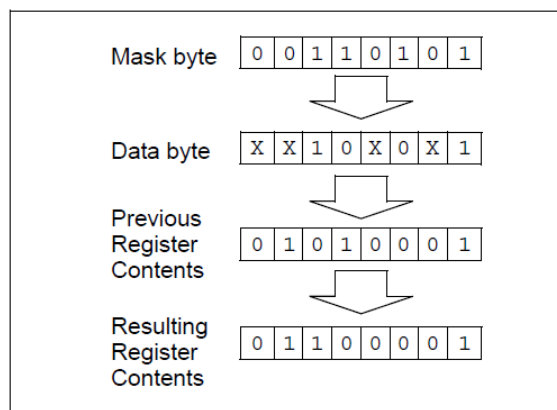 Mask byte 0 0 1 1 0 1 0 1
Data byte X X 1 0 X 0 X 1
Previous
Register 0 1 0 1 0 0 0 1
Contents
Resulting
Register 0 1 1 0 0 0 0 1
Contents